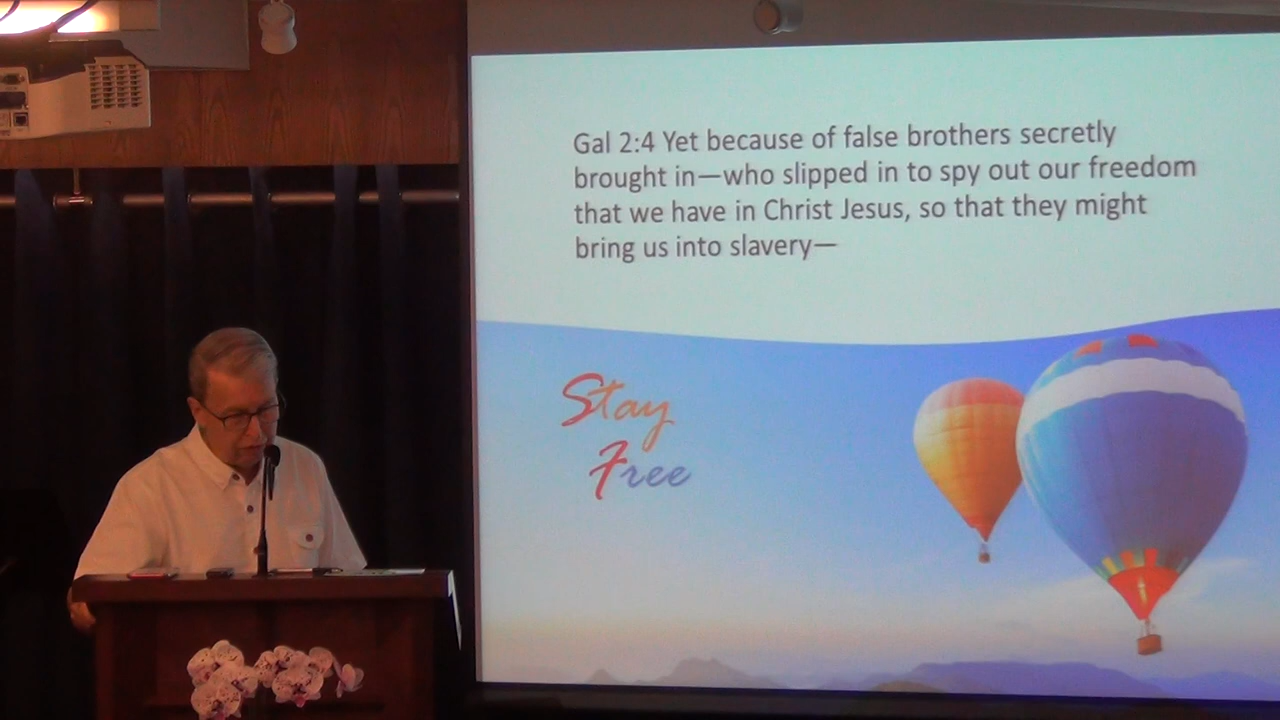 Gal 2:4 Yet because of false brothers secretly
brought in—who slipped in to spy out our freedom
that we have in Christ Jesus, so that they might
bring us into slavery—
Stay
Free